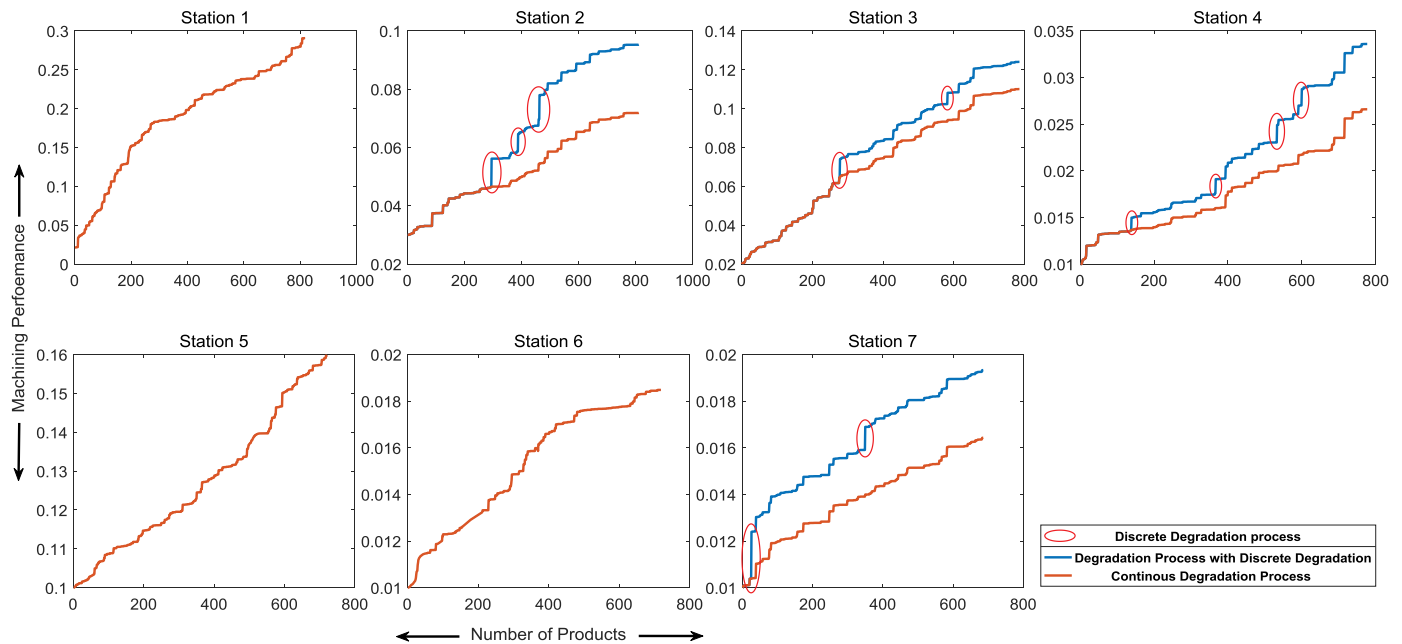 Station 1
Station 2
Station 3
Station 4
0.3
0.25
0.2
0.15
0.1
0.05
0
0 200 400 600 800 1000
0.1
0.08
0.06
0.04
0.02
0 200 400 600 800 1000
0.14
0.12
0.1
0.08
0.06
0.04
0.02
0 200 400 600 800
0.035
0.03
0.025
0.02
0.015
0.01
0 200 400 600 800
Machining Perfoemance
Station 5
Station 6
Station 7
0.16
0.15
0.14
0.13
0.12
0.11
0.1
0 200 400 600 800
0.02
0.018
0.016
0.014
0.012
0.01
0 200 400 600 800
0.02
0.018
0.016
0.014
0.012
0.01
0 200 400 600 800
Discrete Degradation process
Degradation Process with Discrete Degradation
Continous Degradation Process
Number of Products